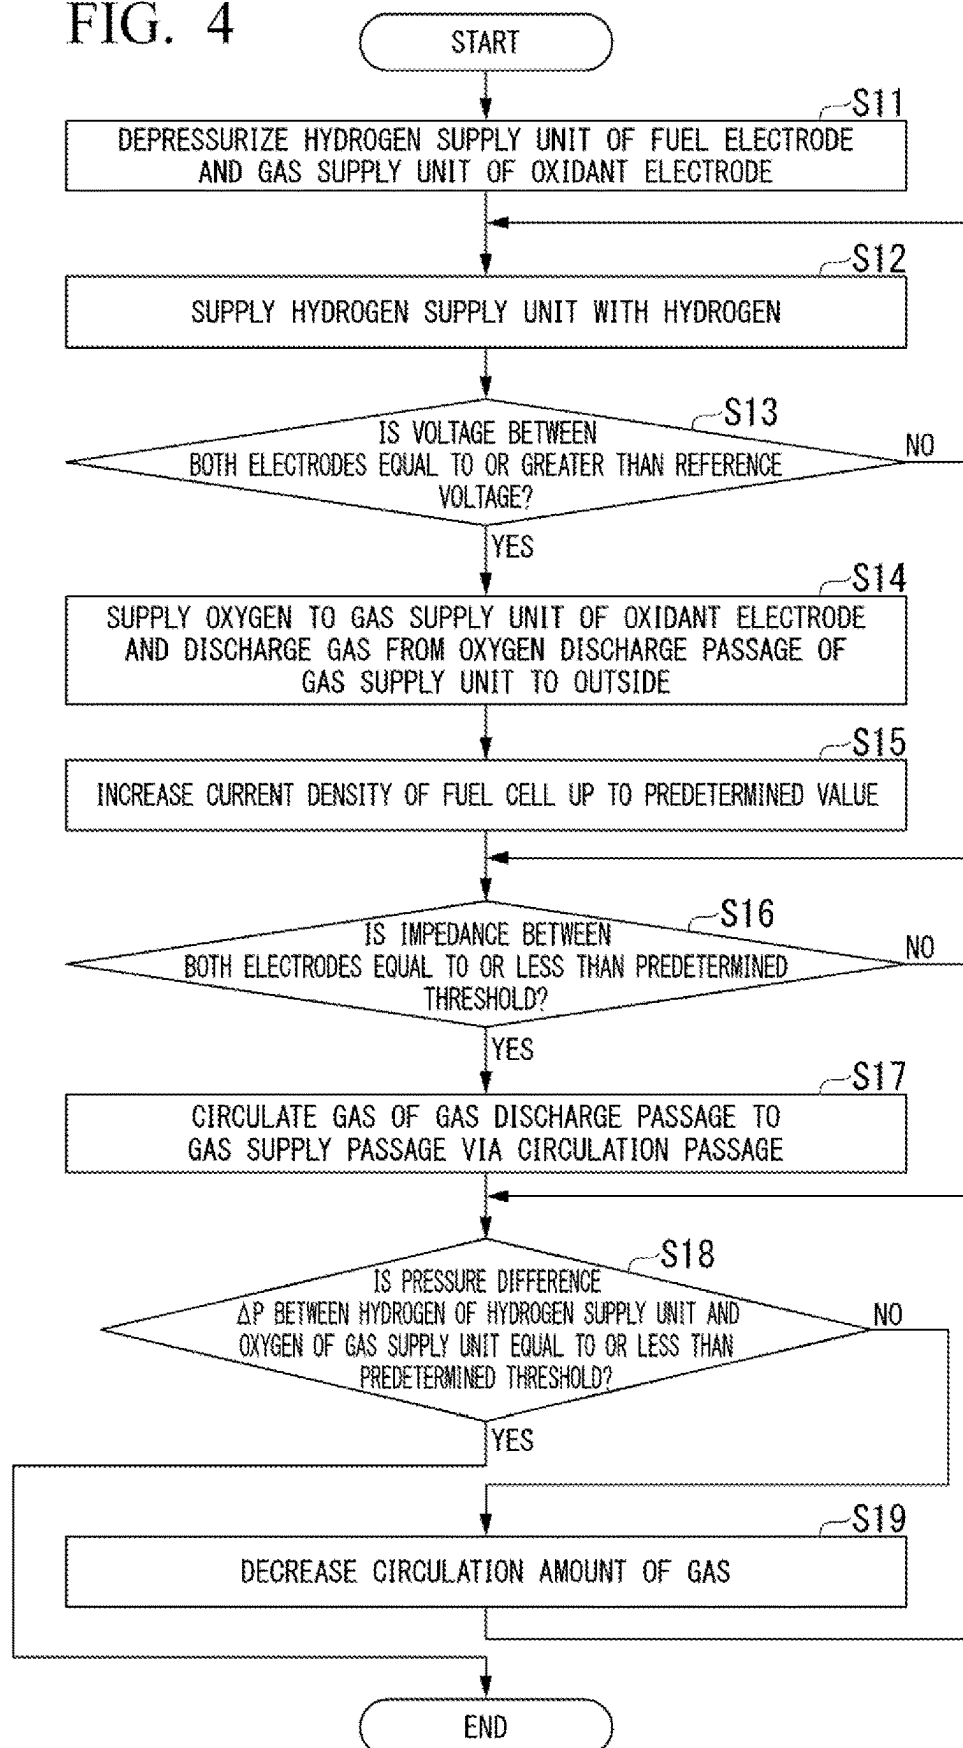 FIG. 4
START
S11
DEPRESSURIZE HYDROGEN SUPPLY UNIT OF FUEL ELECTRODE
AND GAS SUPPLY UNIT OF OXIDANT ELECTRODE
S12
SUPPLY HYDROGEN SUPPLY UNIT WITH HYDROGEN
S13
IS VOLTAGE BETWEEN
BOTH ELECTRODES EQUAL TO OR GREATER THAN REFERENCE
VOLTAGE?
NO
YES
S14
SUPPLY OXYGEN TO GAS SUPPLY UNIT OF OXIDANT ELECTRODE
AND DISCHARGE GAS FROM OXYGEN DISCHARGE PASSAGE OF
GAS SUPPLY UNIT TO OUTSIDE
S15
INCREASE CURRENT DENSITY OF FUEL CELL UP TO PREDETERMINED VALUE
S16
IS IMPEDANCE BETWEEN
BOTH ELECTRODES EQUAL TO OR LESS THAN PREDETERMINED
THRESHOLD?
NO
YES
S17
CIRCULATE GAS OF GAS DISCHARGE PASSAGE TO
GAS SUPPLY PASSAGE VIA CIRCULATION PASSAGE
S18
IS PRESSURE DIFFERENCE
ΔP BETWEEN HYDROGEN OF HYDROGEN SUPPLY UNIT AND
OXYGEN OF GAS SUPPLY UNIT EQUAL TO OR LESS THAN
PREDETERMINED THRESHOLD?
NO
YES
S19
DECREASE CIRCULATION AMOUNT OF GAS
END